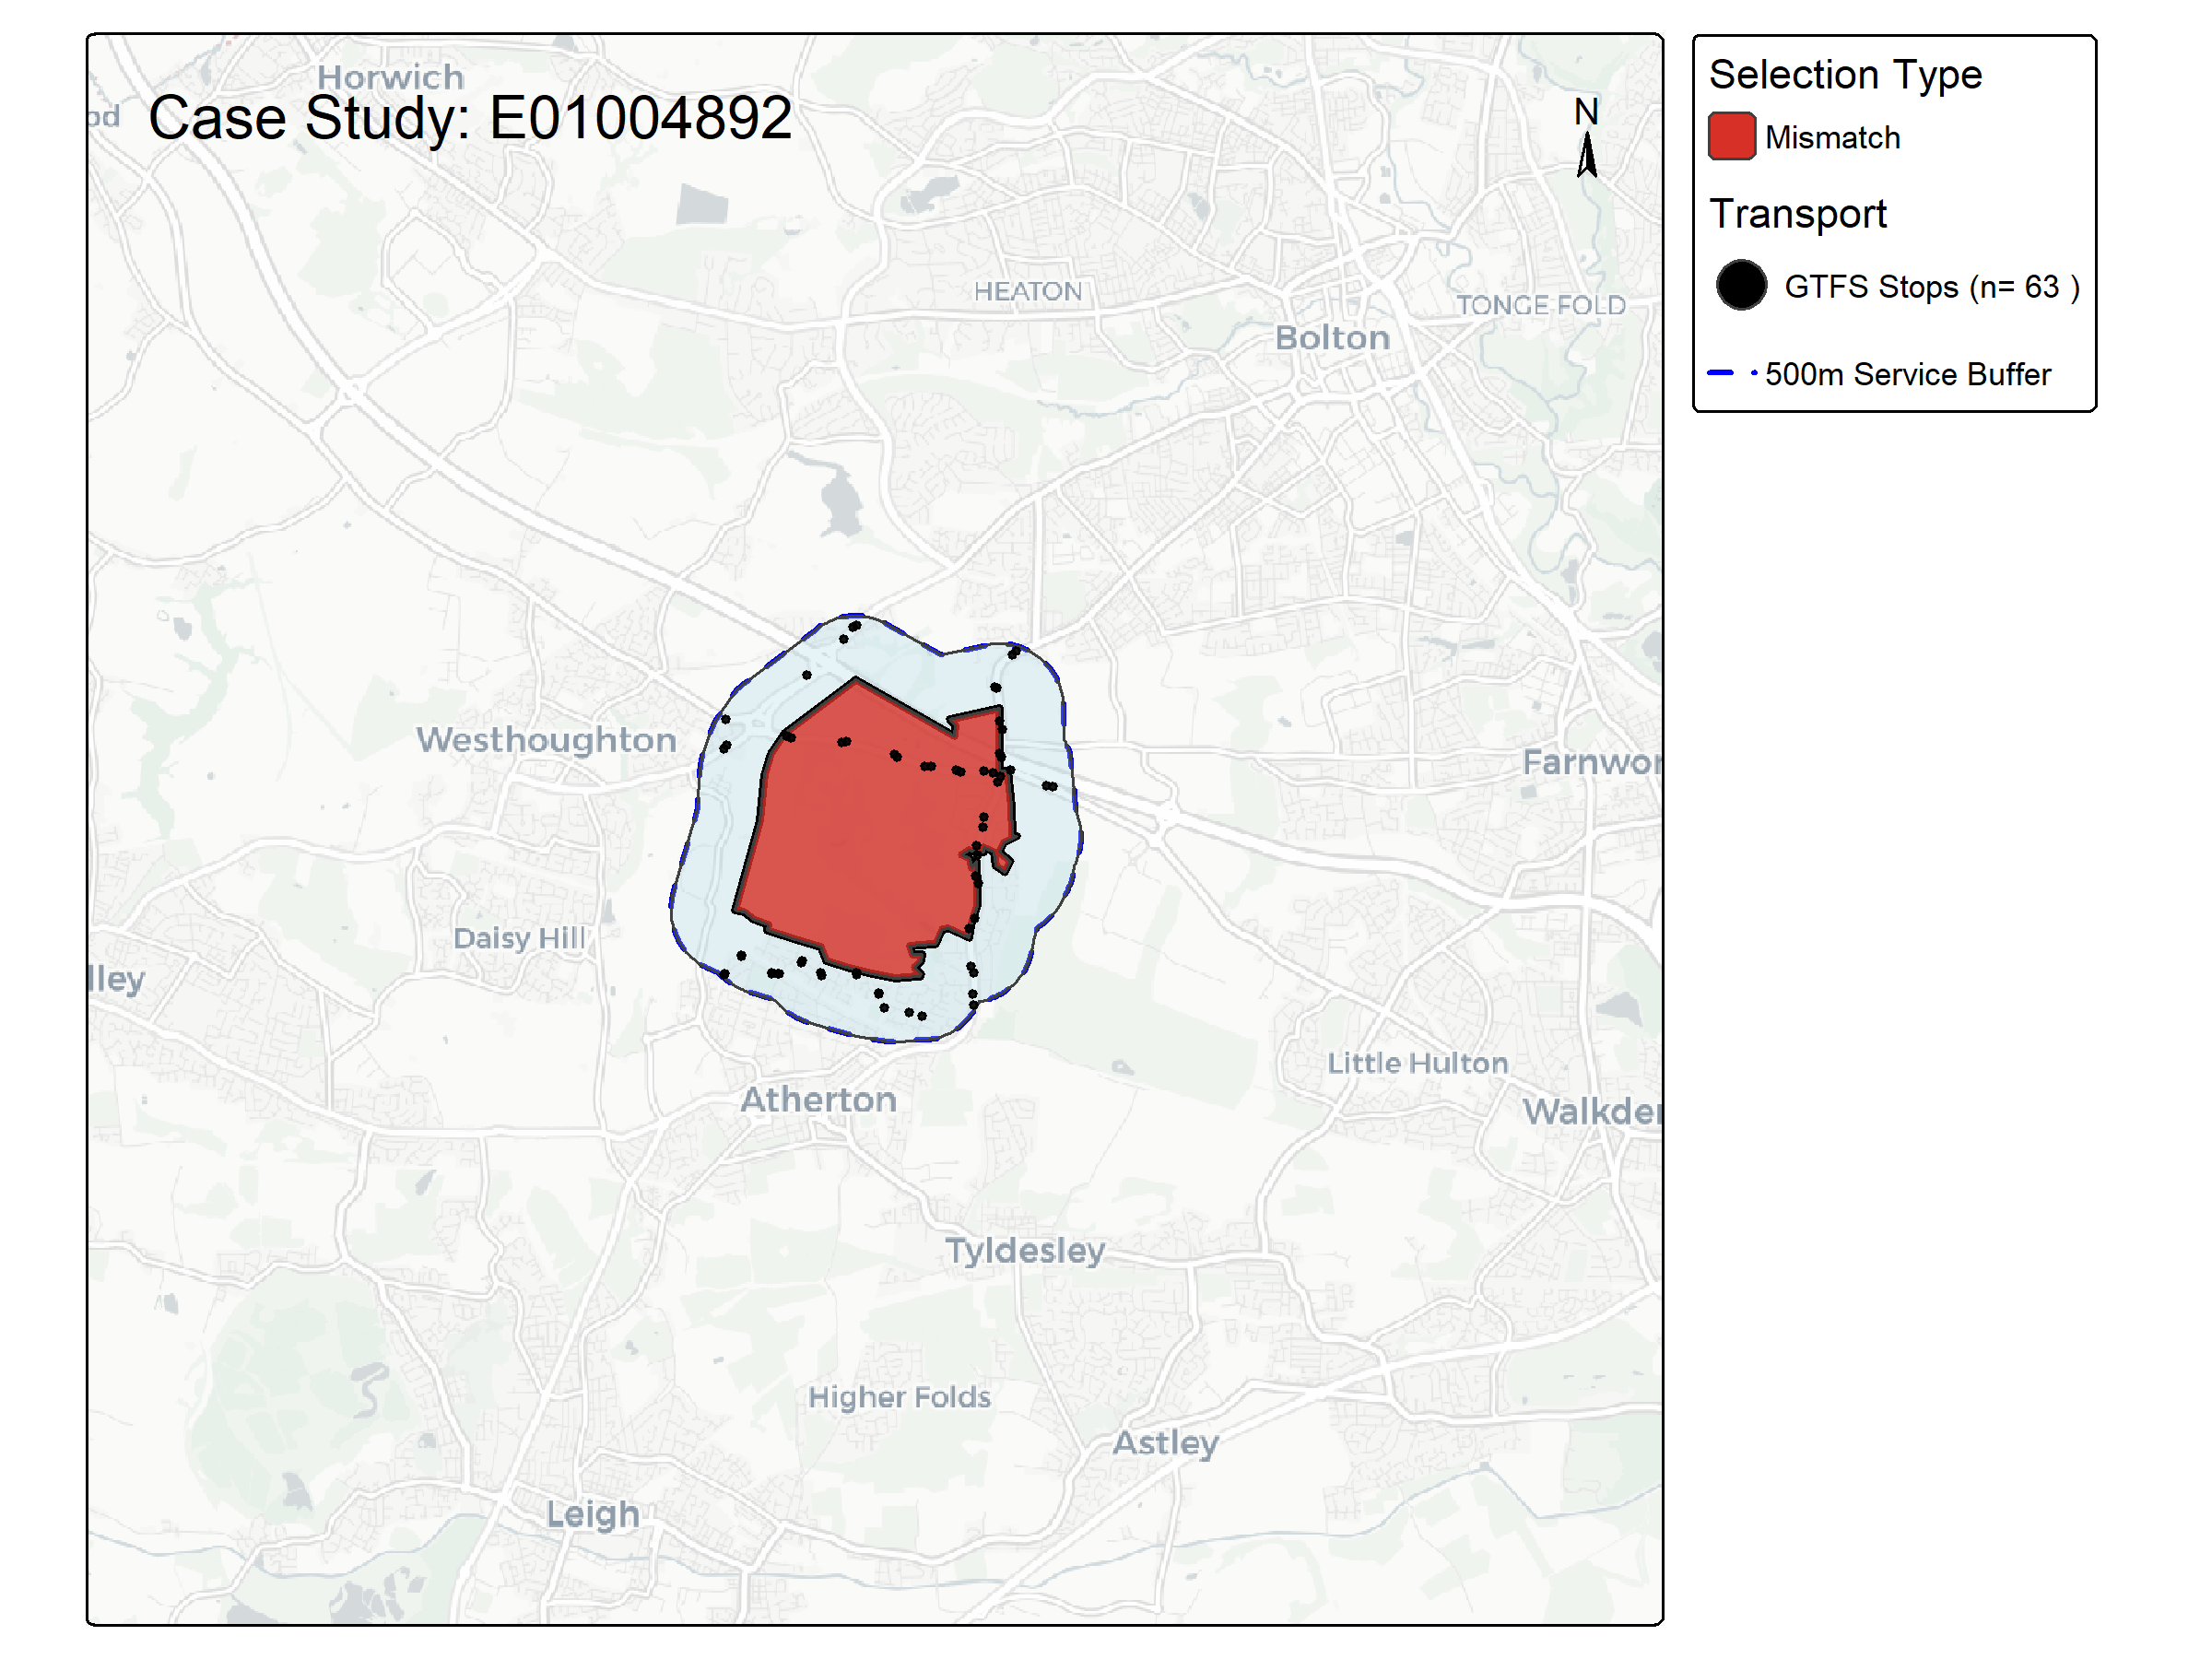 Horwich
od
Case Study: E01004892
N
HEATON
TONGE FOLD
Bolton
Westhoughton
Farnwor
Daisy Hill
lley
Little Hulton
Atherton
Walkden
Tyldesley
Higher Folds
Astley
Leigh
Selection Type
Mismatch
Transport
GTFS Stops (n= 63 )
500m Service Buffer